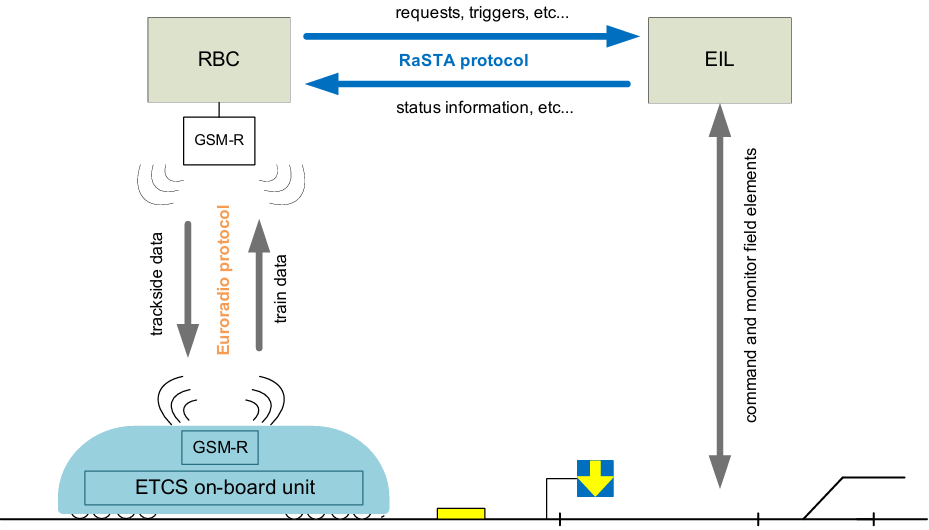 requests, triggers, etc...
RBC
RaSTA protocol
EIL
status information, etc...
GSM-R
trackside data
Euroradio protocol
train data
command and monitor field elements
GSM-R
ETCS on-board unit